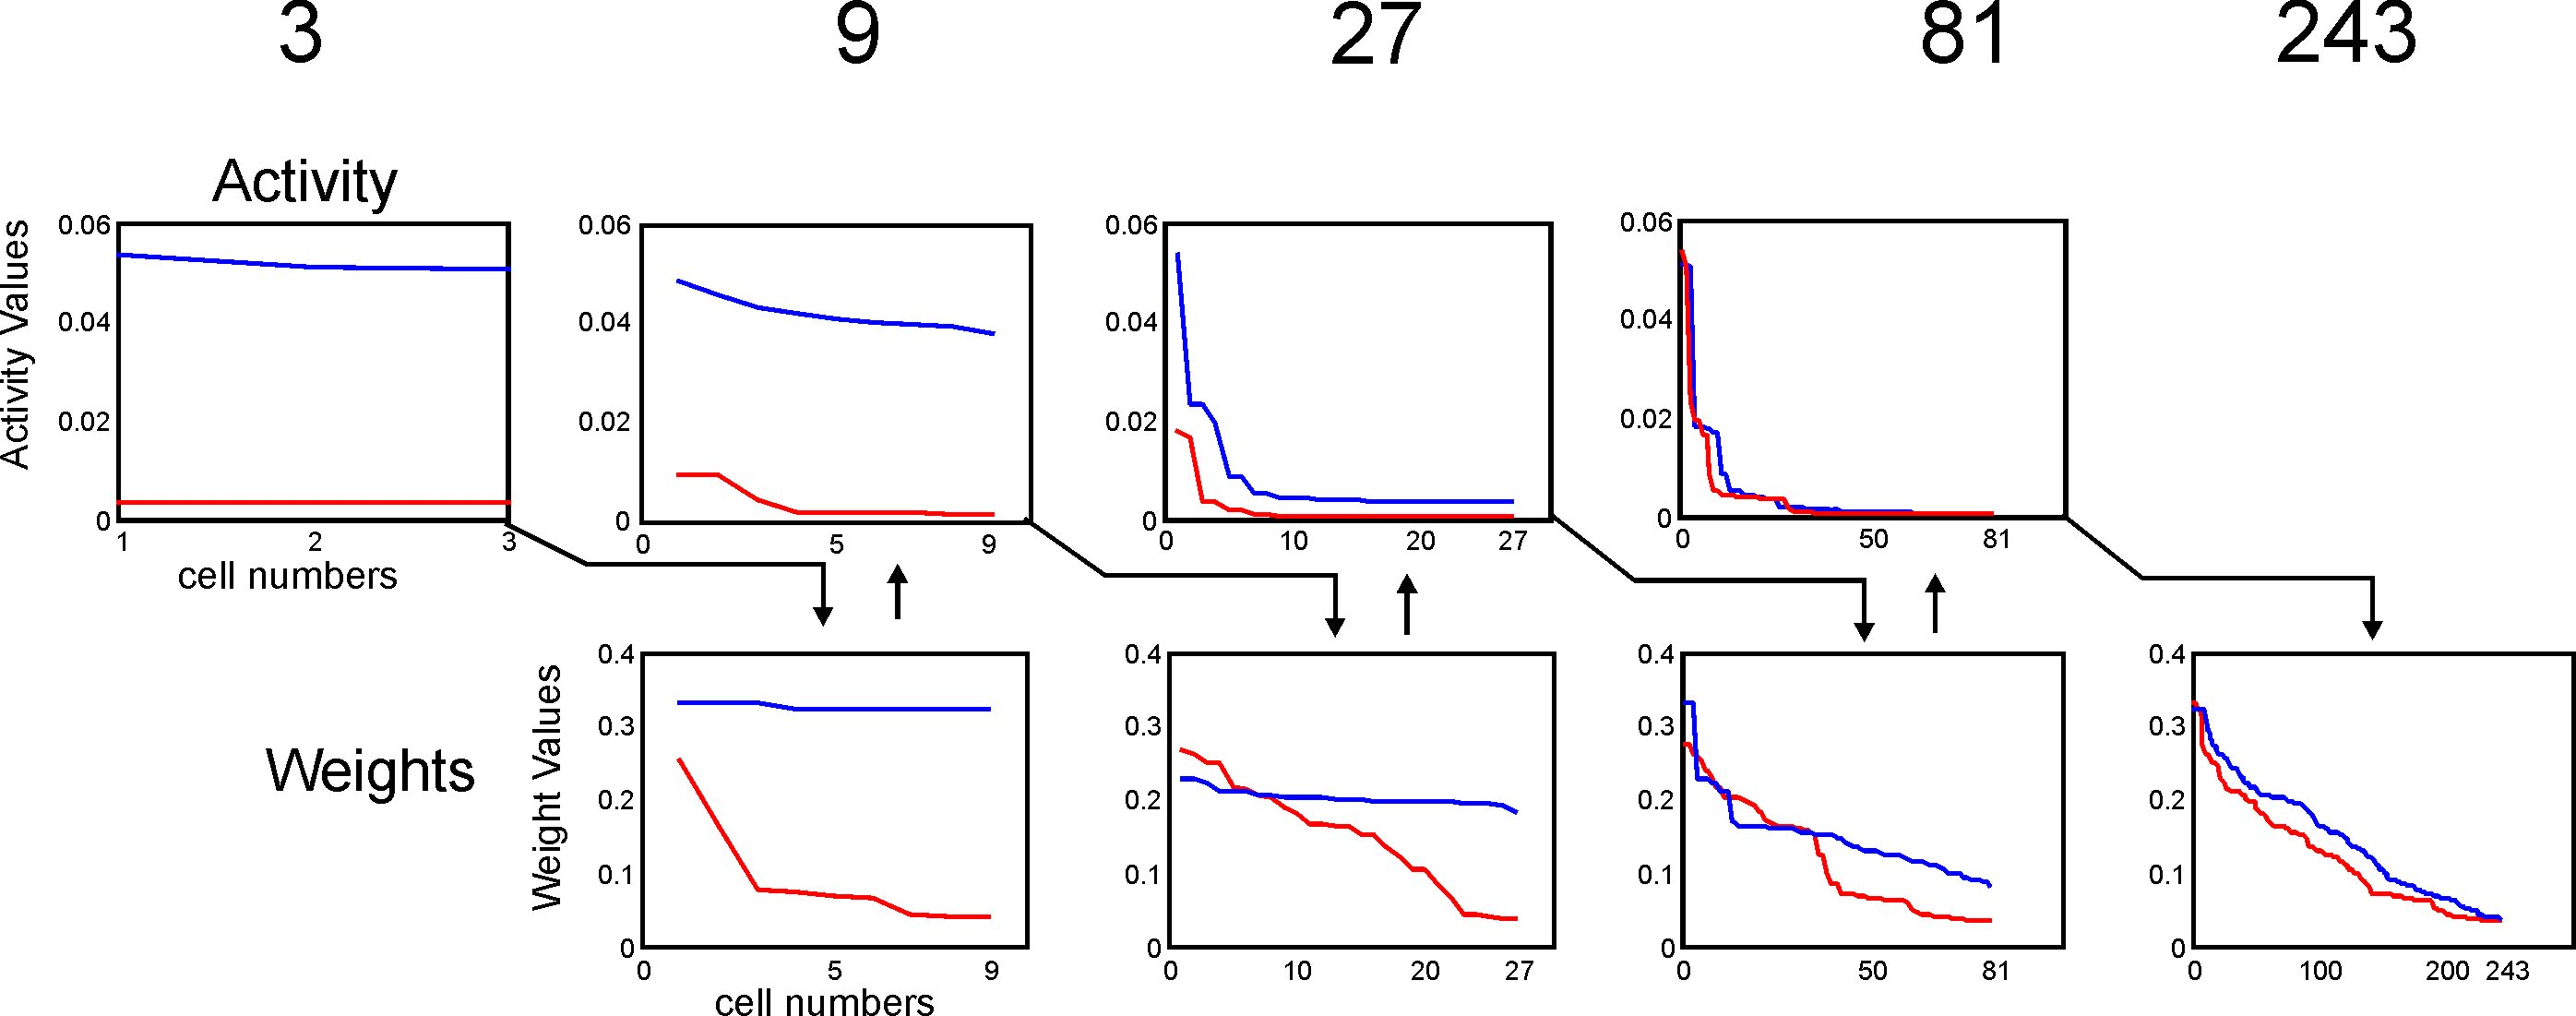 3 9 27 81 243
Activity
Activity Values
0.06 0.06 0.06 0.06
0.04 0.04 0.04 0.04
0.02 0.02 0.02 0.02
0 0 0 0
1 2 3 0 5 9 0 10 20 27 0 50 81
cell numbers
Weights
Weight Values
0.4 0.4 0.4 0.4
0.3 0.3 0.3 0.3
0.2 0.2 0.2 0.2
0.1 0.1 0.1 0.1
0 0 0 0
0 5 9 0 10 20 27 0 50 81 0 100 200 243
cell numbers